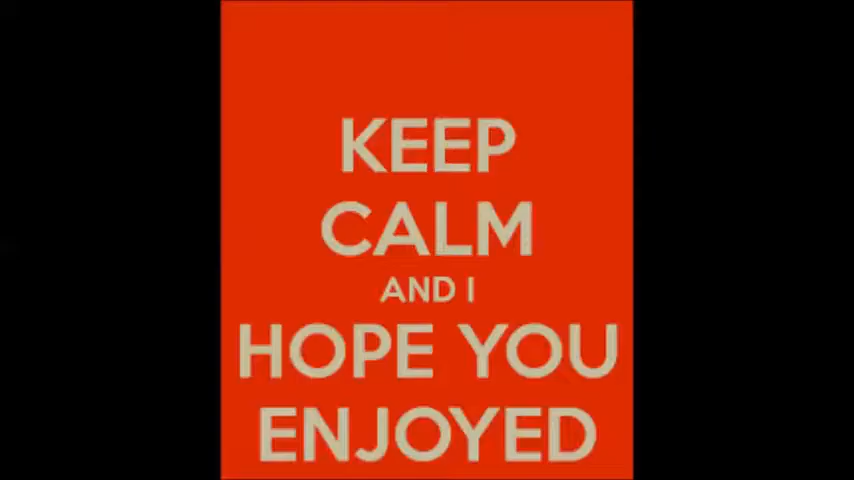 KEEP
CALM
AND I
HOPE YOU
ENJOYED